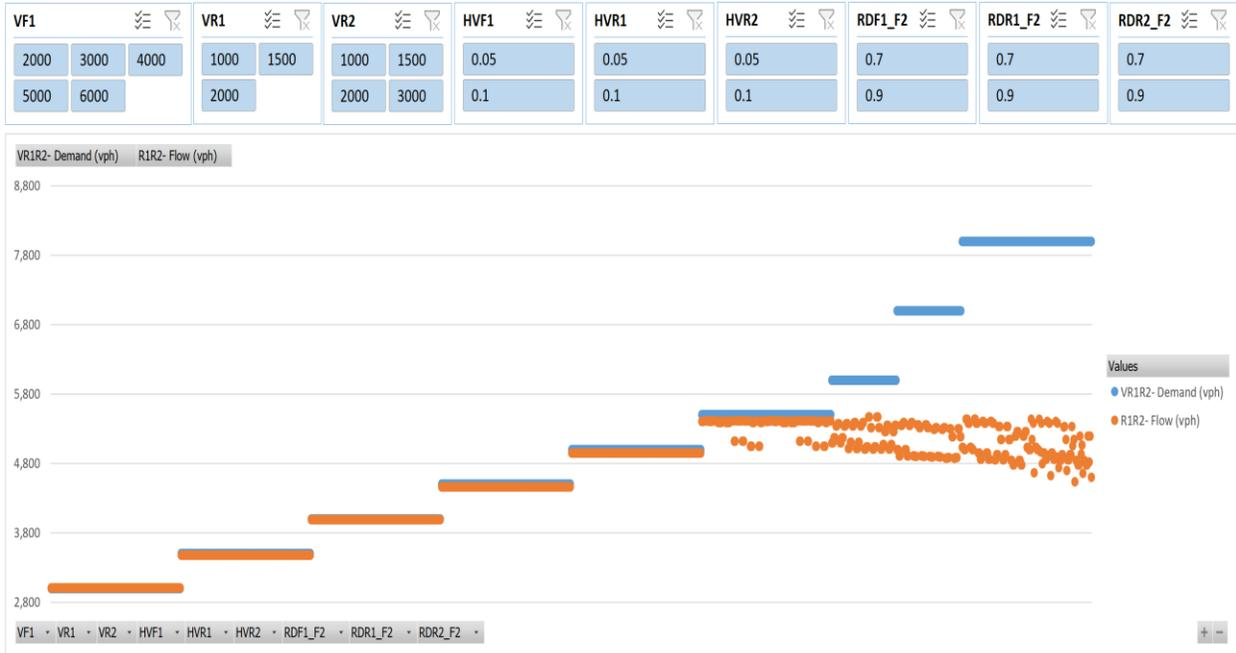 VF1 VR1 VR2 HVF1 HVR1 HVR2 RDF1_F2 RDR1_F2 RDR2_F2
2000 3000 4000 1000 1500 1000 1500 0.05 0.05 0.05 0.7 0.7 0.7
5000 6000 2000 2000 3000 0.1 0.1 0.1 0.9 0.9 0.9
VR1R2- Demand (vph) R1R2- Flow (vph)
8,800
7,800
6,800
5,800
4,800
3,800
2,800
Values
VR1R2- Demand (vph)
R1R2- Flow (vph)
VF1 VR1 VR2 HVF1 HVR1 HVR2 RDF1_F2 RDR1_F2 RDR2_F2
+ -